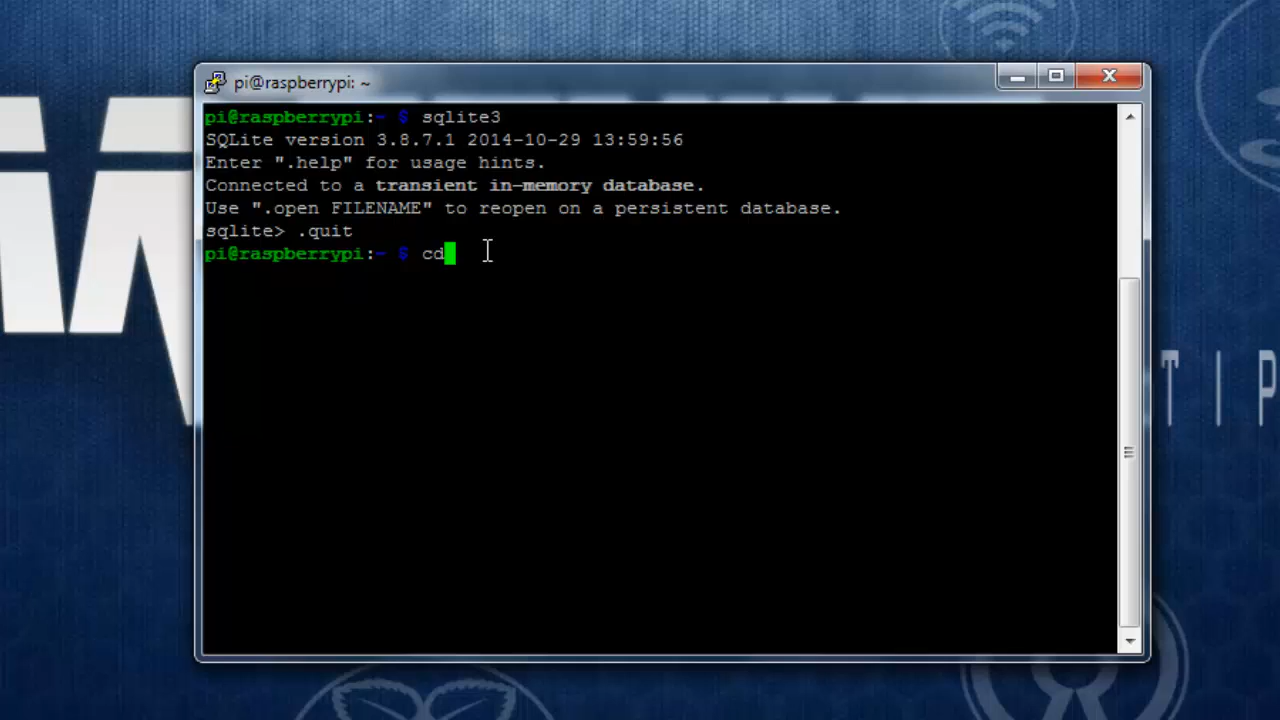 pi@raspberrypi: ~
pi@raspberrypi:~ $ sqlite3
SQLite version 3.8.7.1 2014-10-29 13:59:56
Enter ".help" for usage hints.
Connected to a transient in-memory database.
Use ".open FILENAME" to reopen on a persistent database.
sqlite> .quit
pi@raspberrypi:~ $ cd